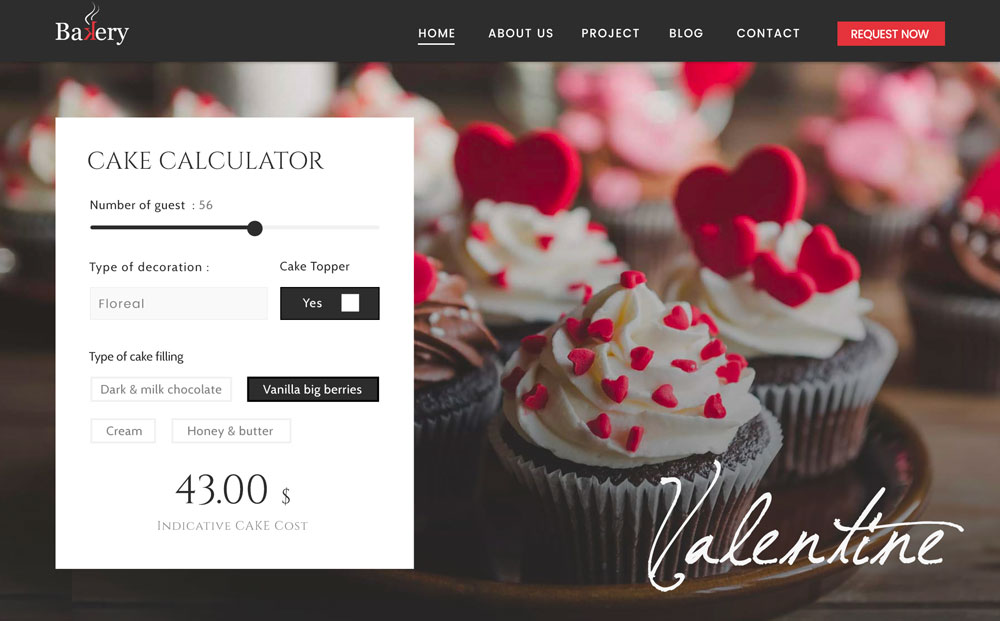 Bakery
HOME ABOUT US PROJECT BLOG CONTACT REQUEST NOW
CAKE CALCULATOR
Number of guest : 56
Type of decoration :
Cake Topper
Floreal
Yes
Type of cake filling
Dark & milk chocolate
Vanilla big berries
Cream
Honey & butter
43.00 $
INDICATIVE CAKE COST
Valentine